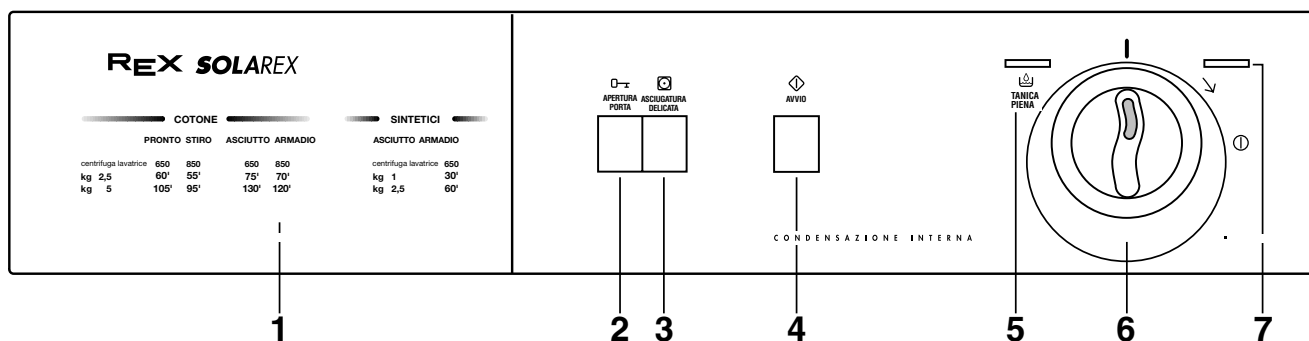 REX SOLAREX
COTONE
PRONTO STIRO ASCIUTTO ARMADIO
centrifuga lavatrice 650 850 650 850
kg 2,5 60' 55' 75' 70'
kg 5 105' 95' 130' 120'
SINTETICI
ASCIUTTO ARMADIO
centrifuga lavatrice 650
kg 1 30'
kg 2,5 60'
APERTURA PORTA
ASCIUGATURA DELICATA
AVVIO
CONDENSAZIONE INTERNA
TANICA
PIENA
1 2 3 4 5 6 7